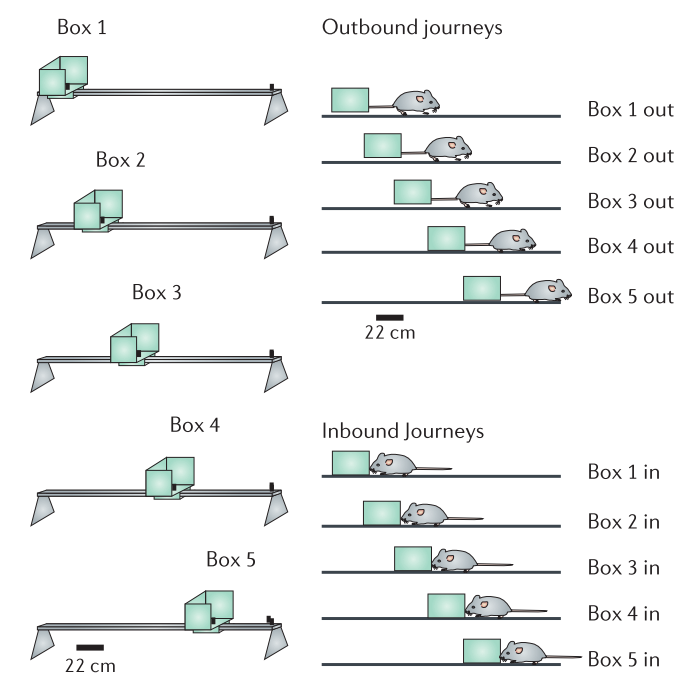 Box 1
Box 2
Box 3
Box 4
Box 5
22 cm
Outbound journeys
Box 1 out
Box 2 out
Box 3 out
Box 4 out
Box 5 out
22 cm
Inbound Journeys
Box 1 in
Box 2 in
Box 3 in
Box 4 in
Box 5 in